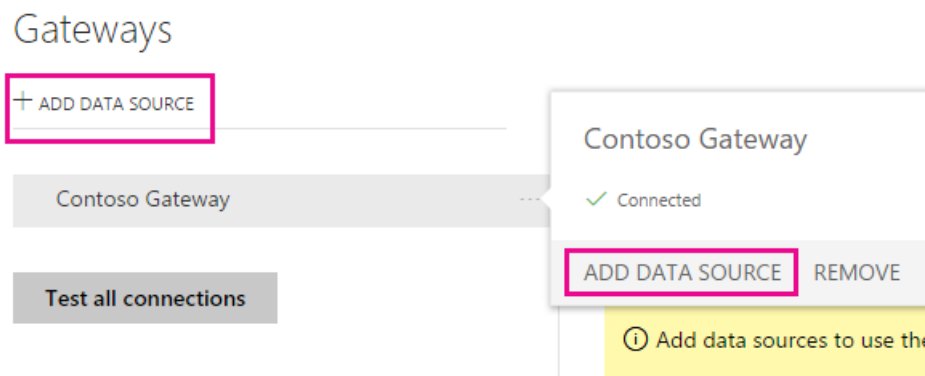 Gateways
+ ADD DATA SOURCE
Contoso Gateway
...
Test all connections
Contoso Gateway
Connected
ADD DATA SOURCE REMOVE
Add data sources to use the